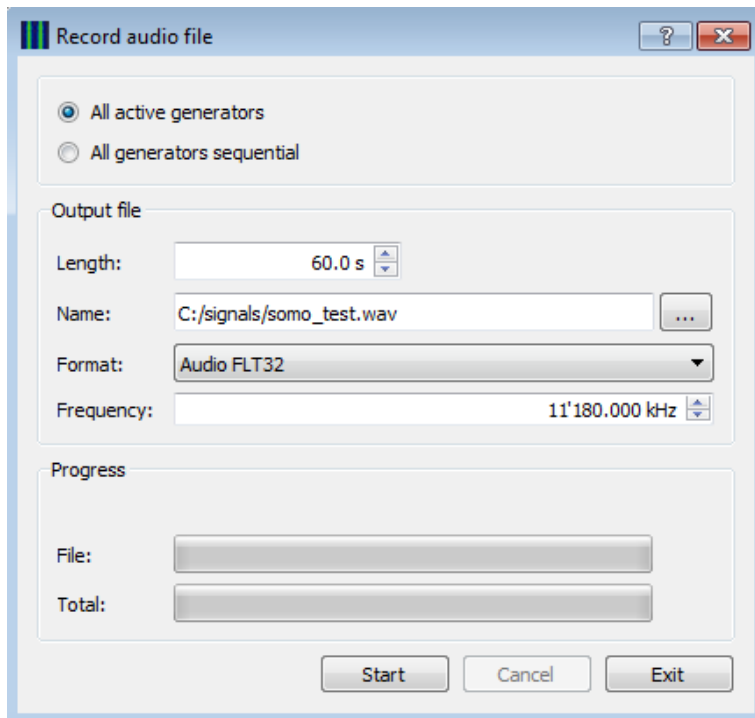 Record audio file
All active generators
All generators sequential
Output file
Length: 60.0 s
Name: C:/signals/somo_test.wav ...
Format: Audio FLT32
Frequency: 11'180.000 kHz
Progress
File:
Total:
Start Cancel Exit